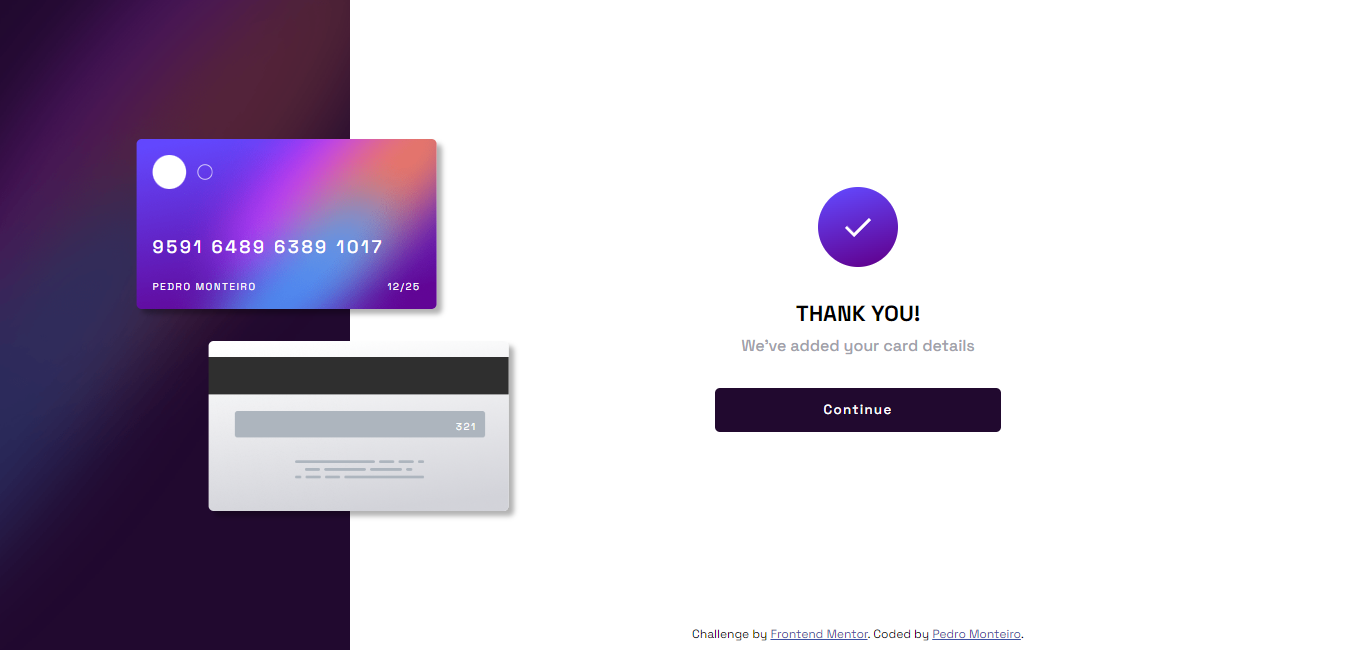 9591 6489 6389 1017
PEDRO MONTEIRO 12/25
321
THANK YOU!
We've added your card details
Continue
Challenge by Frontend Mentor. Coded by Pedro Monteiro.